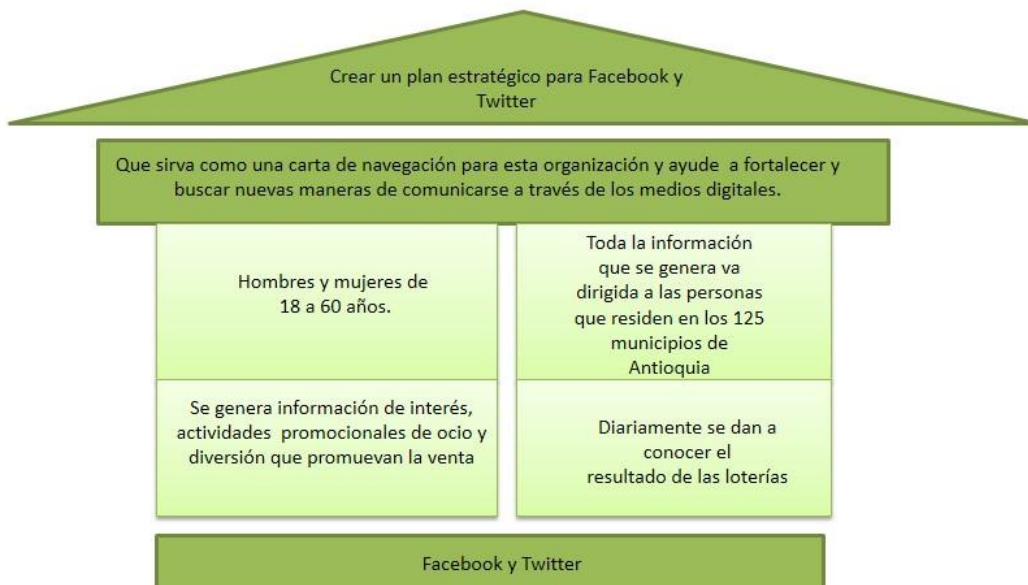 Crear un plan estratégico para Facebook y
Twitter
Que sirva como una carta de navegación para esta organización y ayude a fortalecer y
buscar nuevas maneras de comunicarse a través de los medios digitales.
Hombres y mujeres de
18 a 60 años.
Toda la información
que se genera va
dirigida a las personas
que residen en los 125
municipios de
Antioquia
Se genera información de interés,
actividades promocionales de ocio y
diversión que promuevan la venta
Diariamente se dan a
conocer el
resultado de las loterías
Facebook y Twitter